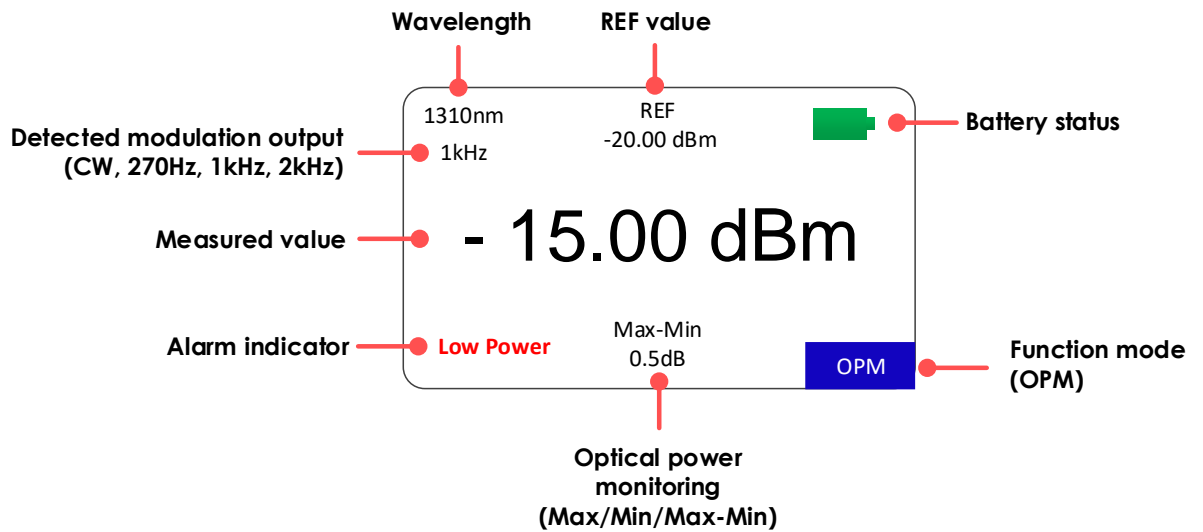 Wavelength
REF value
1310nm
REF
-20.00 dBm
Battery status
Detected modulation output
(CW, 270Hz, 1kHz, 2kHz)
1kHz
Measured value
- 15.00 dBm
Alarm indicator
Low Power
Max-Min
0.5dB
OPM
Function mode
(OPM)
Optical power
monitoring
(Max/Min/Max-Min)